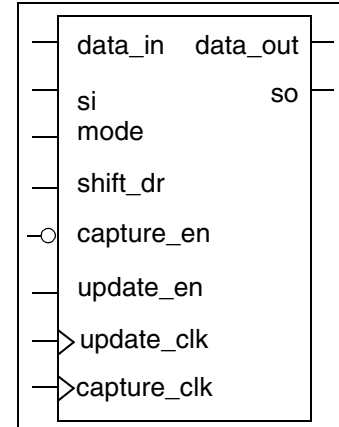 data_in data_out
si so
mode
shift_dr
capture_en
update_en
update_clk
capture_clk